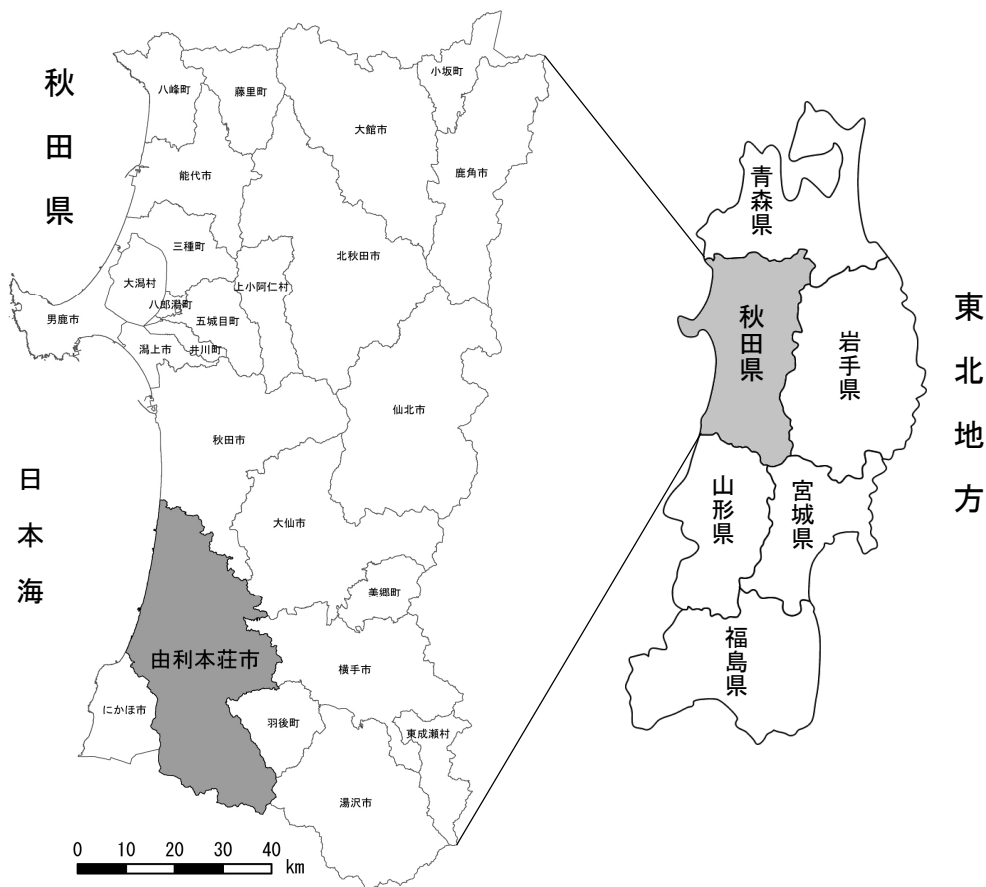 秋田県
八峰町
藤里町
小坂町
大館市
鹿角市
能代市
三種町
北秋田市
大潟村
上小阿仁村
八郎潟町
男鹿市
五城目町
潟上市
井川町
仙北市
秋田市
大仙市
日本海
美郷町
由利本荘市
横手市
にかほ市
羽後町
東成瀬村
湯沢市
0 10 20 30 40 km
青森県
秋田県
岩手県
東北地方
山形県
宮城県
福島県